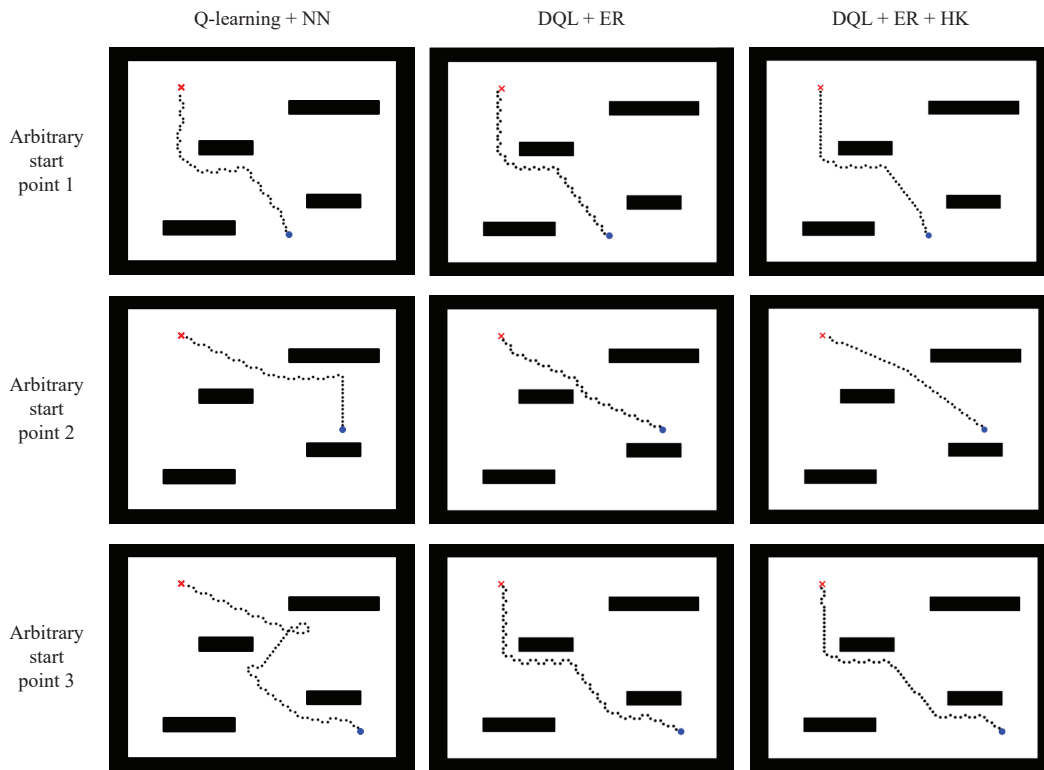 Q-learning + NN
DQL + ER
DQL + ER + HK
Arbitrary
start
point 1
Arbitrary
start
point 2
Arbitrary
start
point 3